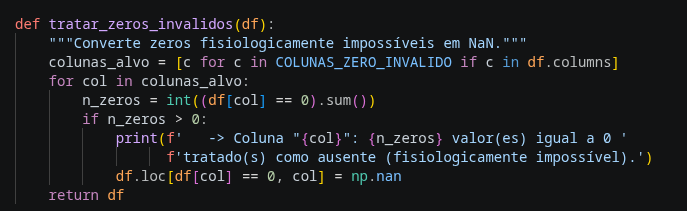 def tratar_zeros_invalidos(df):
    """Converte zeros fisiologicamente impossíveis em NaN."""
    colunas_alvo = [c for c in COLUNAS_ZERO_INVALIDO if c in df.columns]
    for col in colunas_alvo:
        n_zeros = int((df[col] == 0).sum())
        if n_zeros > 0:
            print(f'   -> Coluna "{col}": {n_zeros} valor(es) igual a 0 '
                  f'tratado(s) como ausente (fisiologicamente impossível).')
            df.loc[df[col] == 0, col] = np.nan
    return df